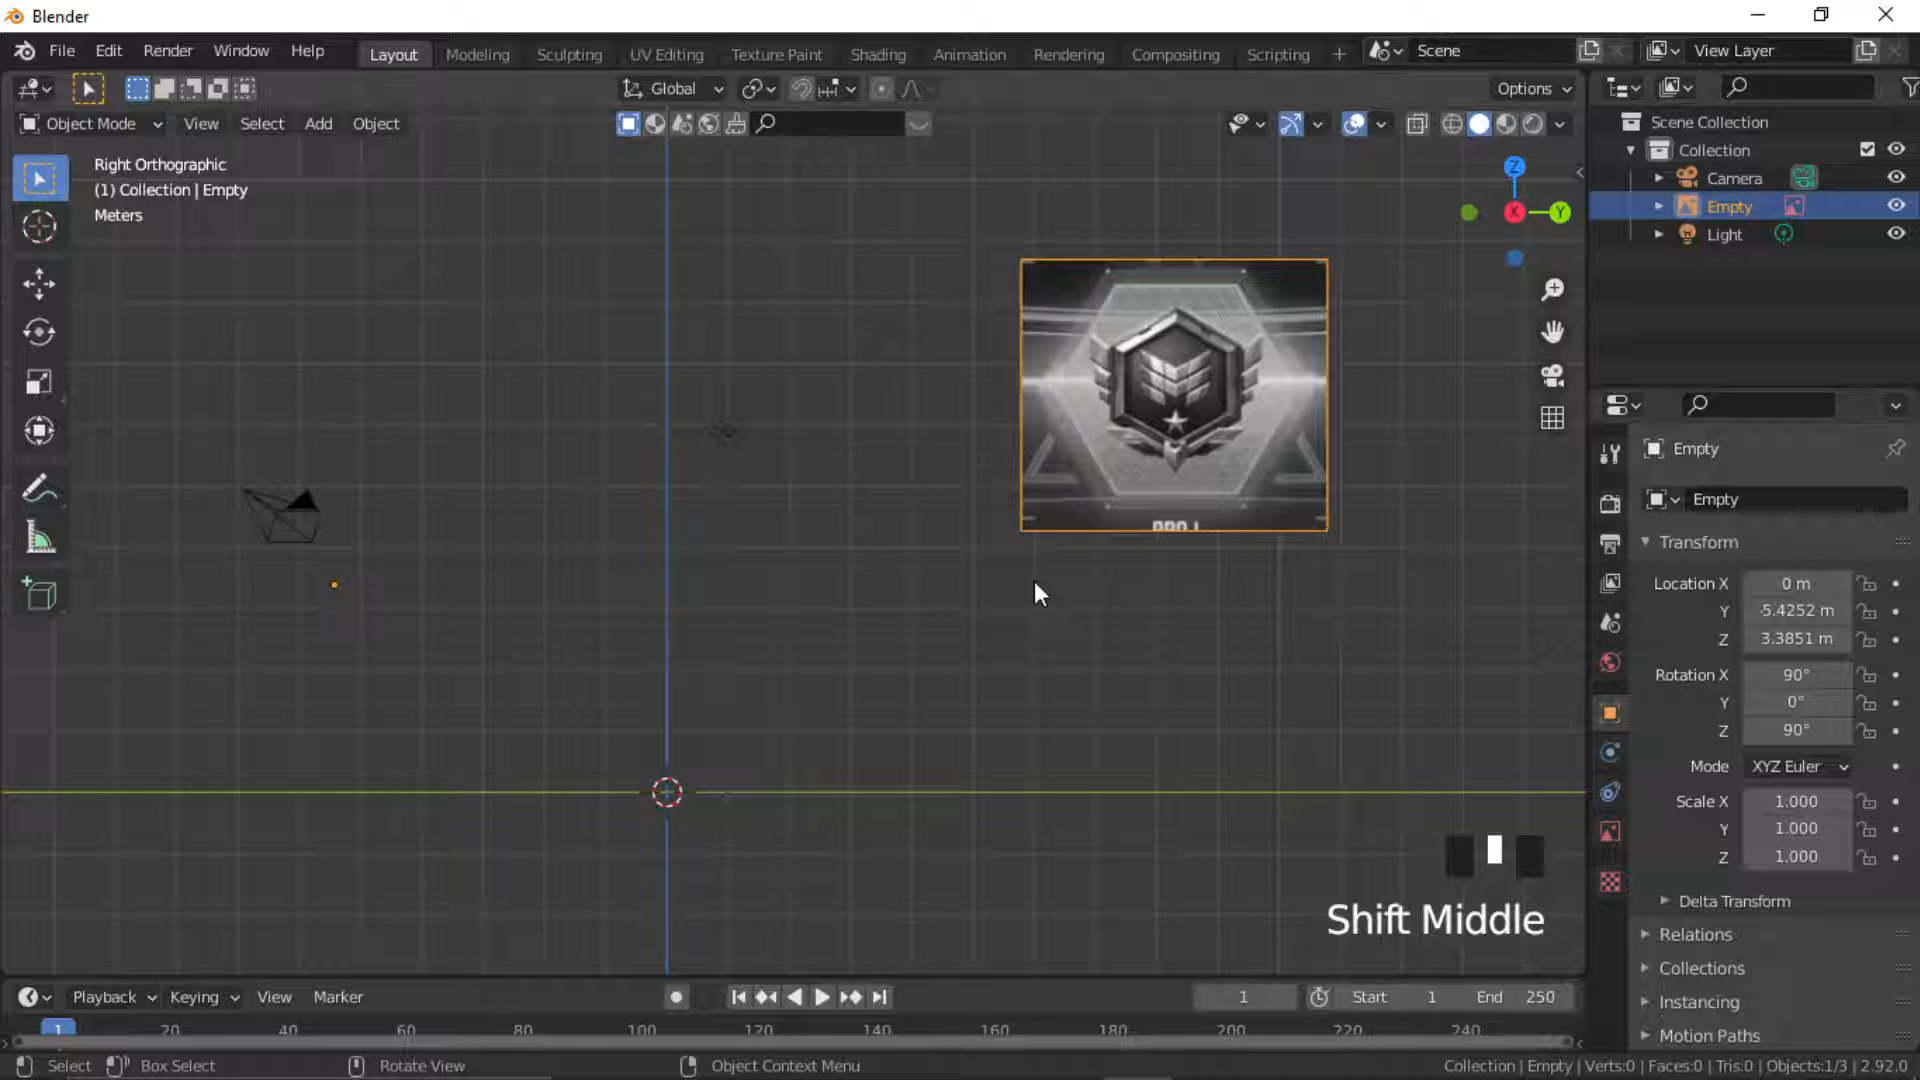 Blender
File Edit Render Window Help Layout Modeling Sculpting UV Editing Texture Paint Shading Animation Rendering Compositing Scripting + Scene View Layer
Global Options
Object Mode View Select Add Object
Right Orthographic
(1) Collection | Empty
Meters
Z
X
Y
Scene Collection
Collection
Camera
Empty
Light
Empty
Empty
Transform
Location X 0 m
Y -5.4252 m
Z 3.3851 m
Rotation X 90°
Y 0°
Z 90°
Mode XYZ Euler
Scale X 1.000
Y 1.000
Z 1.000
Delta Transform
Relations
Collections
Instancing
Motion Paths
Shift Middle
Playback Keying View Marker 1 Start 1 End 250
1 20 40 60 80 100 120 140 160 180 200 220 240
Select Box Select Rotate View Object Context Menu Collection | Empty | Verts:0 | Faces:0 | Tris:0 | Objects:1/3 | 2.92.0